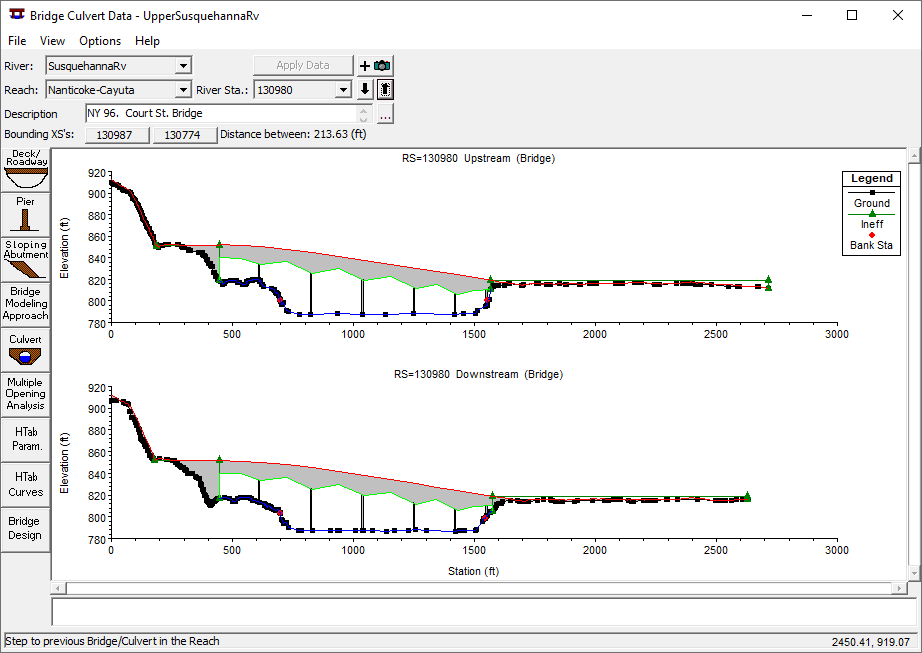 Bridge Culvert Data - UpperSusquehannaRv
File View Options Help
River: SusquehannaRv Apply Data
Reach: Nanticoke-Cayuta River Sta.: 130980
Description NY 96. Court St. Bridge ...
Bounding XS's: 130987 130774 Distance between: 213.63 (ft)
Deck/
Roadway
Pier
Sloping
Abutment
Bridge
Modeling
Approach
Culvert
Multiple
Opening
Analysis
HTab
Param.
HTab
Curves
Bridge
Design
RS=130980 Upstream (Bridge)
920
900
880
860
840
820
800
780
Elevation (ft)
0 500 1000 1500 2000 2500 3000
Legend
Ground
Ineff
Bank Sta
RS=130980 Downstream (Bridge)
920
900
880
860
840
820
800
780
Elevation (ft)
0 500 1000 1500 2000 2500 3000
Station (ft)
Step to previous Bridge/Culvert in the Reach 2450.41, 919.07